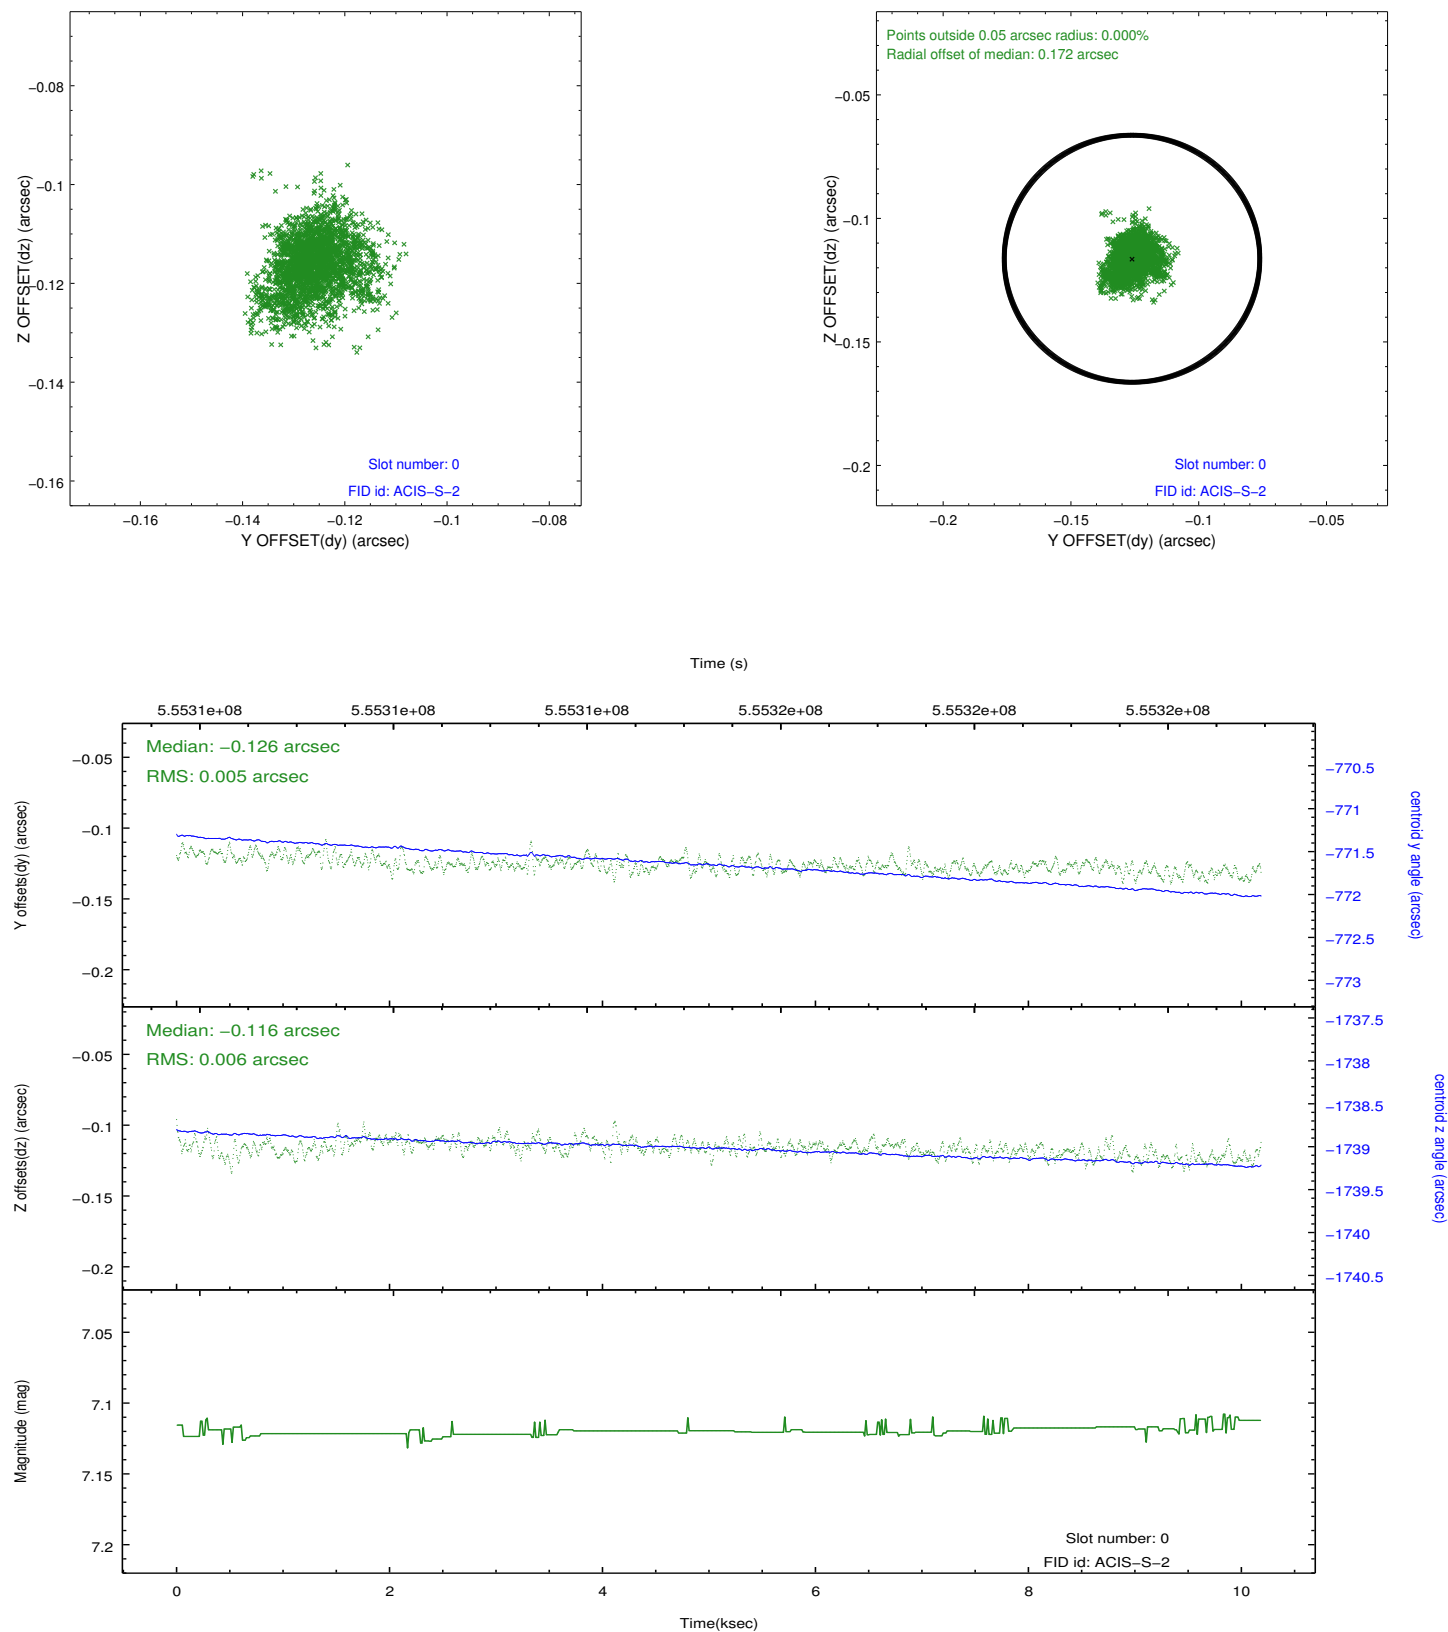 −0.08
−0.1
−0.12
−0.14
−0.16
Z OFFSET(dz) (arcsec)
Slot number: 0
FID id: ACIS−S−2
−0.16 −0.14 −0.12 −0.1 −0.08
Y OFFSET(dy) (arcsec)
Points outside 0.05 arcsec radius: 0.000%
Radial offset of median: 0.172 arcsec
−0.05
−0.1
−0.15
−0.2
Z OFFSET(dz) (arcsec)
Slot number: 0
FID id: ACIS−S−2
−0.2 −0.15 −0.1 −0.05
Y OFFSET(dy) (arcsec)
Time (s)
5.5531e+08 5.5531e+08 5.5531e+08 5.5532e+08 5.5532e+08 5.5532e+08
Median: −0.126 arcsec
RMS: 0.005 arcsec
−0.05
−0.1
−0.15
−0.2
Y offsets(dy) (arcsec)
−770.5
−771
−771.5
−772
−772.5
−773
centroid y angle (arcsec)
Median: −0.116 arcsec
RMS: 0.006 arcsec
−0.05
−0.1
−0.15
−0.2
Z offsets(dz) (arcsec)
−1737.5
−1738
−1738.5
−1739
−1739.5
−1740
−1740.5
centroid z angle (arcsec)
7.05
7.1
7.15
7.2
Magnitude (mag)
Slot number: 0
FID id: ACIS−S−2
0 2 4 6 8 10
Time(ksec)